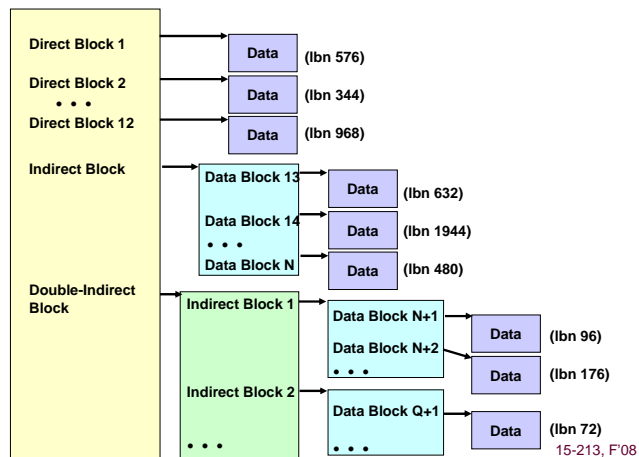 Direct Block 1
Data
(lbn 576)
Direct Block 2
Data
(lbn 344)
• • •
Direct Block 12
Data
(lbn 968)
Indirect Block
Data Block 13
Data
(lbn 632)
Data Block 14
Data
(lbn 1944)
• • •
Data Block N
Data
(lbn 480)
Double-Indirect
Block
Indirect Block 1
Data Block N+1
Data
(lbn 96)
Data Block N+2
Data
(lbn 176)
• • •
Indirect Block 2
Data Block Q+1
Data
(lbn 72)
• • •
• • •
15-213, F'08